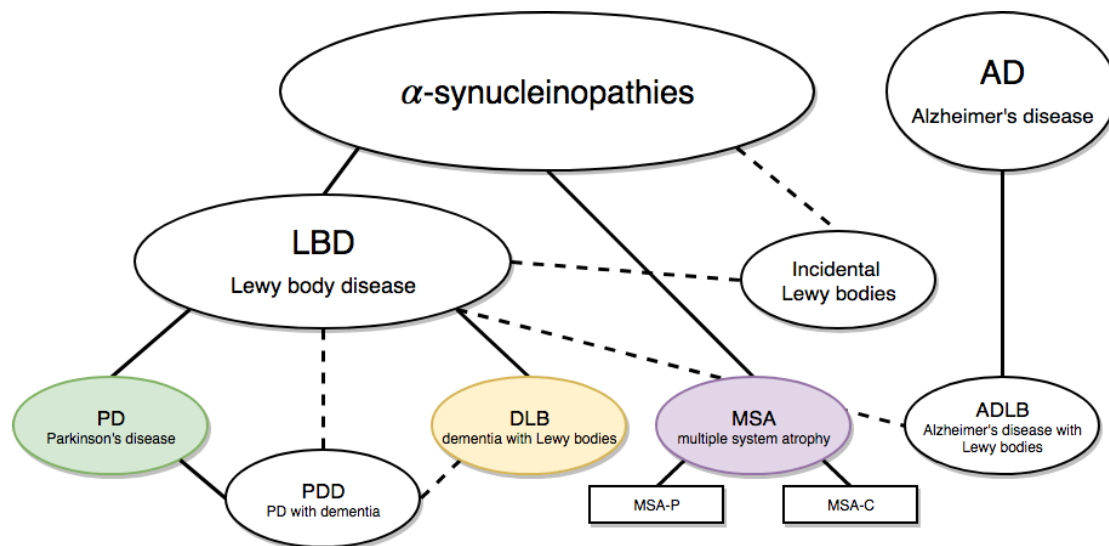 α-synucleinopathies
AD
Alzheimer's disease
LBD
Lewy body disease
Incidental
Lewy bodies
PD
Parkinson's disease
DLB
dementia with Lewy bodies
MSA
multiple system atrophy
ADLB
Alzheimer's disease with
Lewy bodies
PDD
PD with dementia
MSA-P
MSA-C